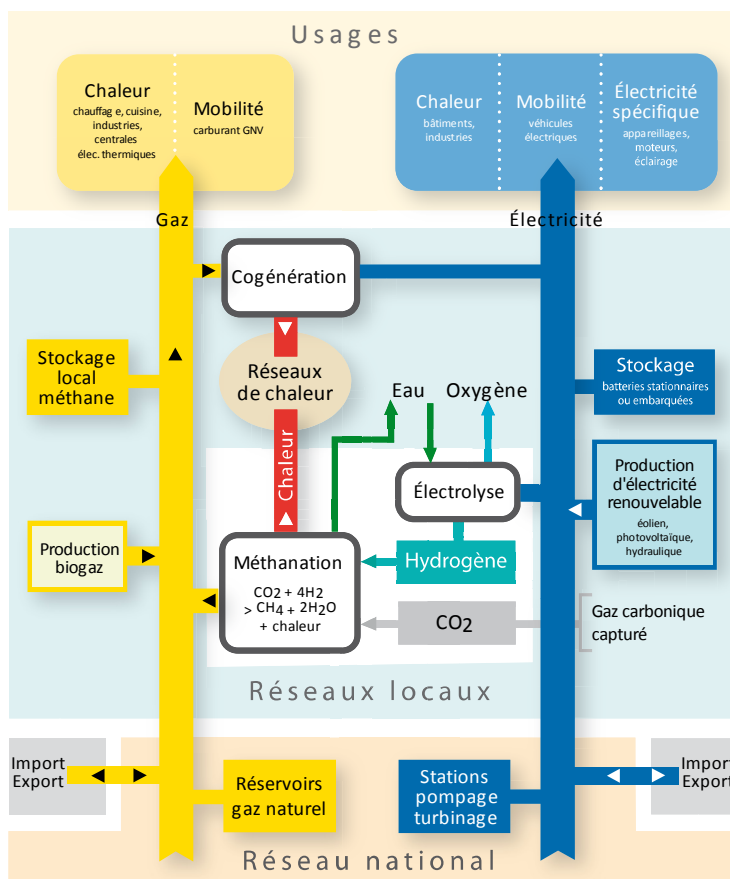 Usages
Chaleur
chauffage, cuisine,
industries,
centrales
élec. thermiques
Mobilité
carburant GNV
Chaleur
bâtiments,
industries
Mobilité
véhicules
électriques
Électricité
spécifique
appareillages,
moteurs,
éclairage
Gaz
Électricité
Cogénération
Stockage
local
méthane
Réseaux
de chaleur
Eau
Oxygène
Stockage
batteries stationnaires
ou embarquées
Chaleur
Électrolyse
Production
d'électricité
renouvelable
éolien,
photovoltaïque,
hydraulique
Production
biogaz
Méthanation
CO2 + 4H2
> CH4 + 2H2O
+ chaleur
Hydrogène
CO2
Gaz carbonique
capturé
Réseaux locaux
Import
Export
Réservoirs
gaz naturel
Stations
pompage
turbinage
Import
Export
Réseau national